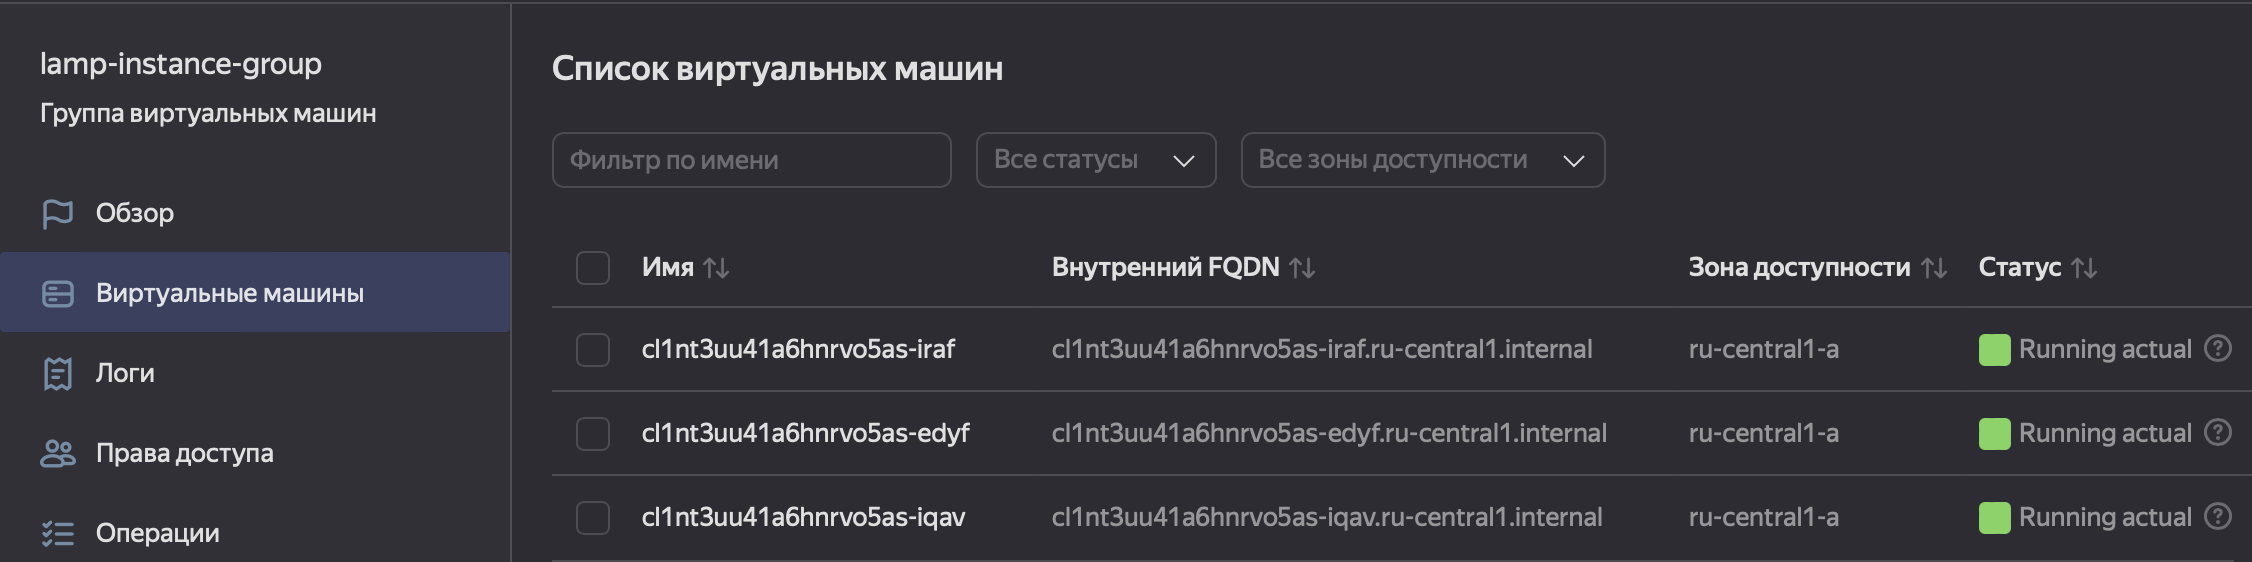 lamp-instance-group
Группа виртуальных машин
Обзор
Виртуальные машины
Логи
Права доступа
Операции
Список виртуальных машин
Фильтр по имени Все статусы Все зоны доступности
Имя Внутренний FQDN Зона доступности Статус
cl1nt3uu41a6hnrvo5as-iraf cl1nt3uu41a6hnrvo5as-iraf.ru-central1.internal ru-central1-a Running actual ?
cl1nt3uu41a6hnrvo5as-edyf cl1nt3uu41a6hnrvo5as-edyf.ru-central1.internal ru-central1-a Running actual ?
cl1nt3uu41a6hnrvo5as-iqav cl1nt3uu41a6hnrvo5as-iqav.ru-central1.internal ru-central1-a Running actual ?